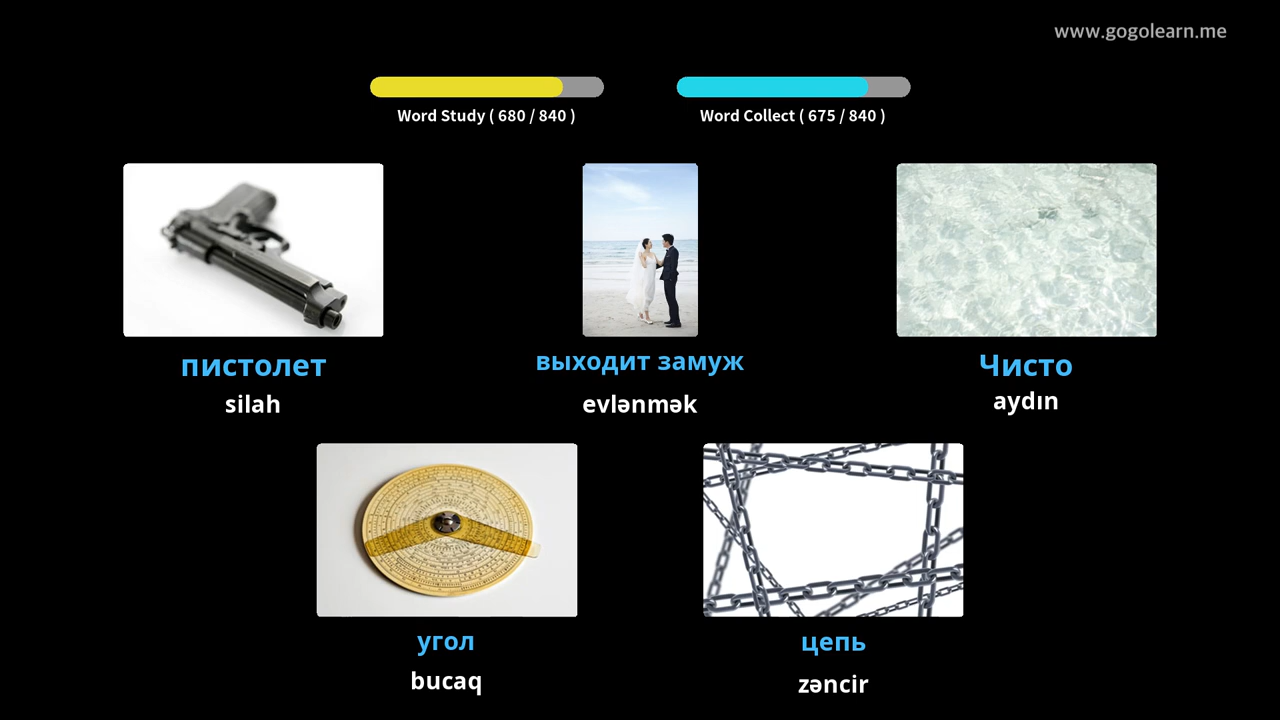 www.gogolearn.me
Word Study ( 680 / 840 )
Word Collect ( 675 / 840 )
пистолет
silah
выходит замуж
evlənmək
Чисто
aydın
угол
bucaq
цепь
zəncir